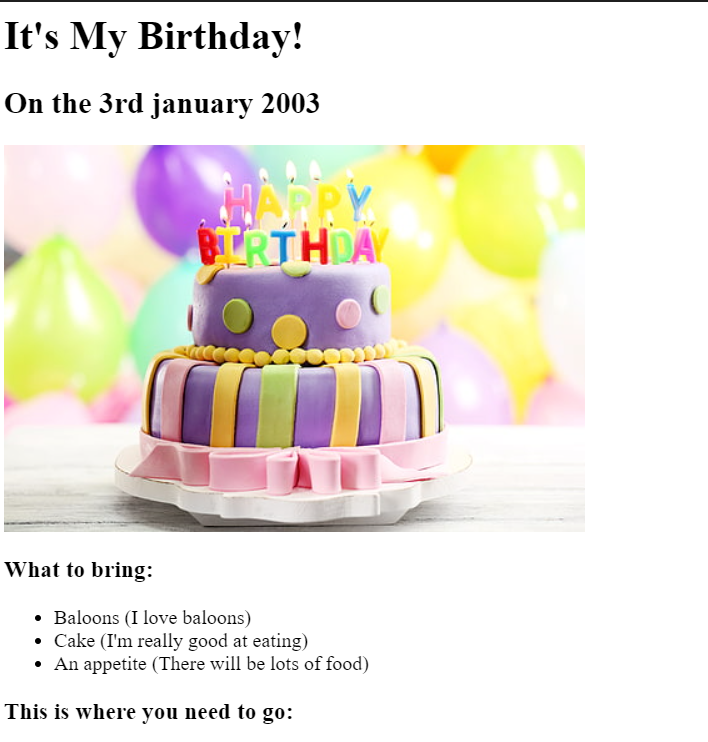 It's My Birthday!
On the 3rd january 2003
HAPPY
BIRTHDAY
What to bring:
Baloons (I love baloons)
Cake (I'm really good at eating)
An appetite (There will be lots of food)
This is where you need to go: